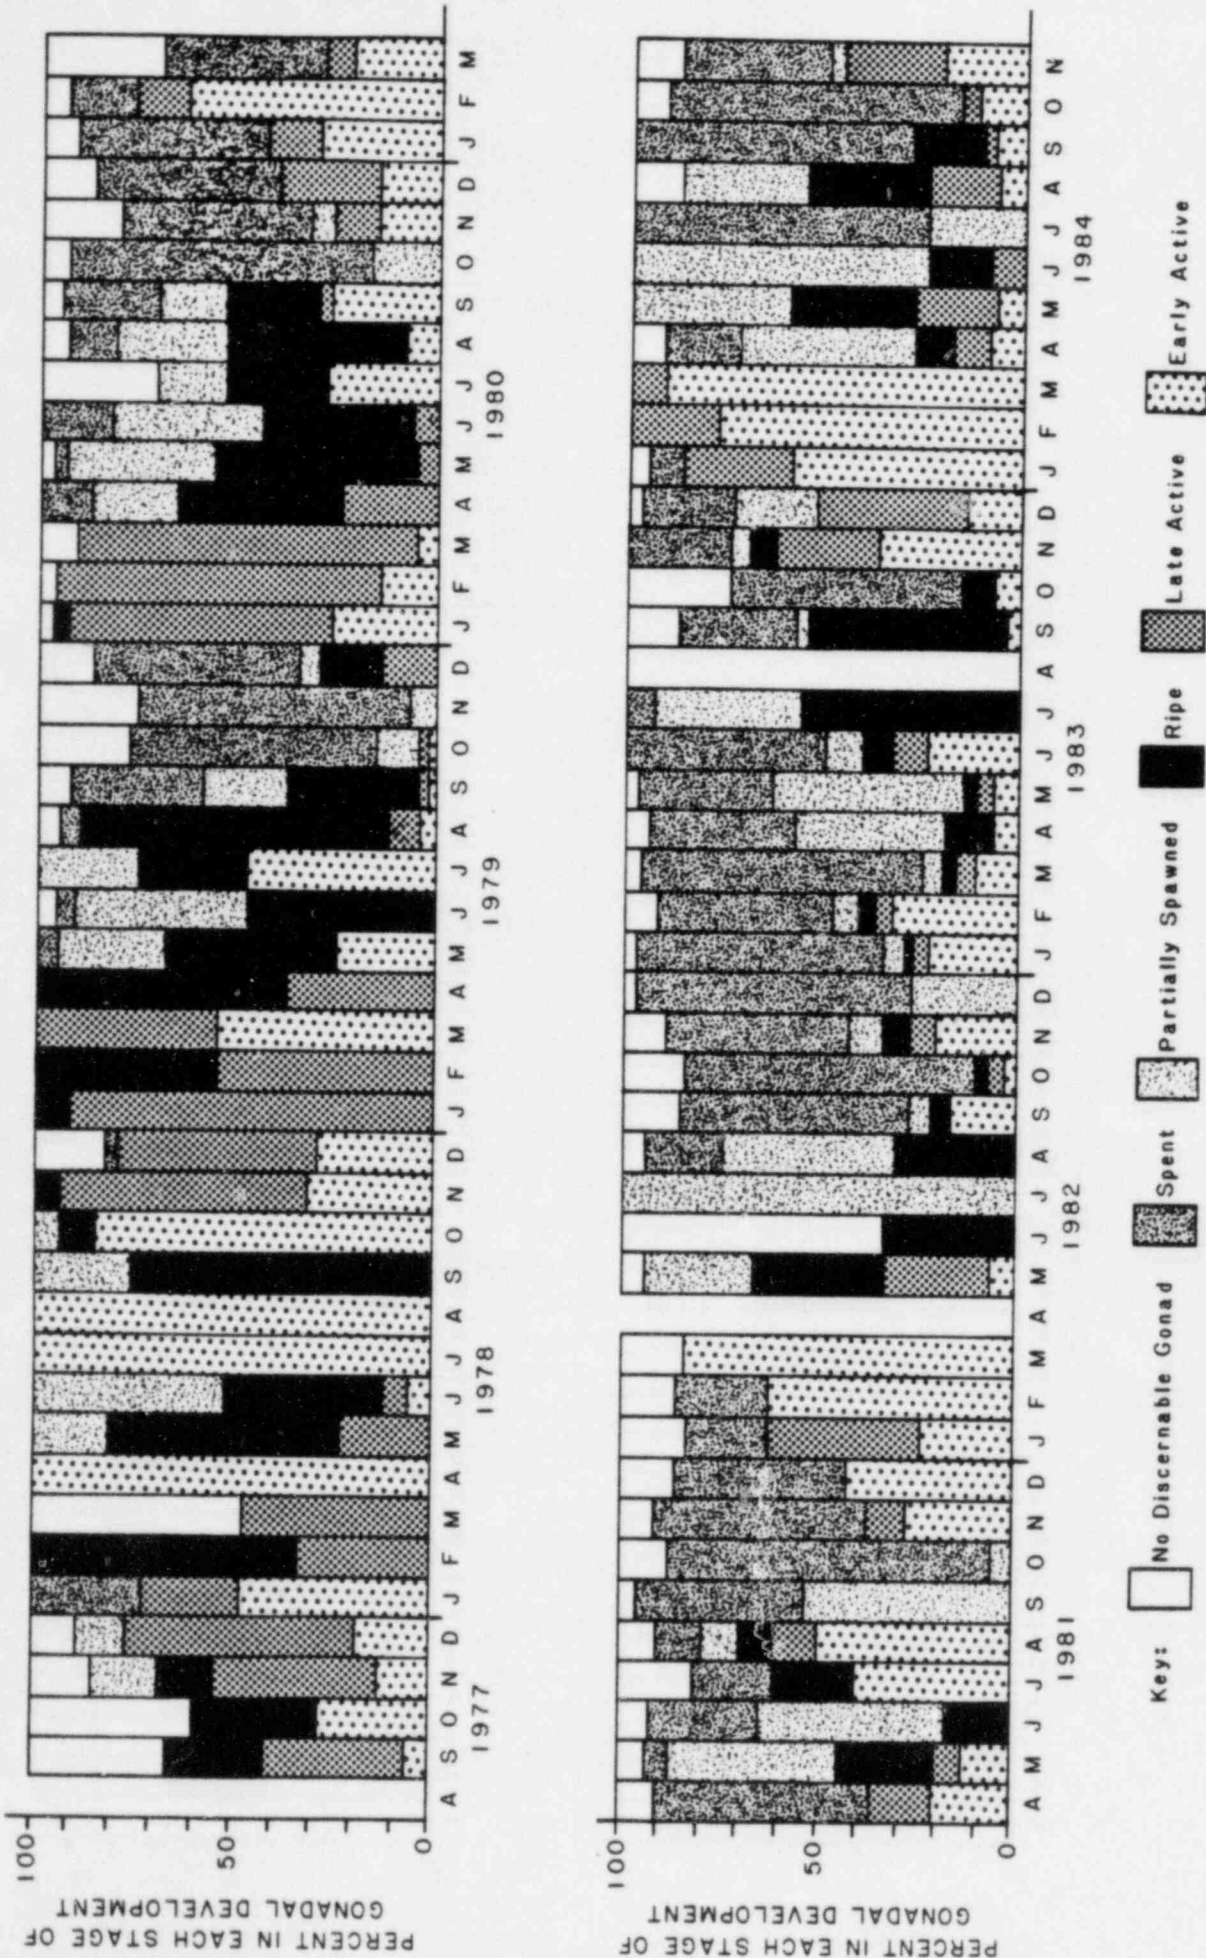 PERCENT IN EACH STAGE OF
GONADAL DEVELOPMENT
100
50
0
A S O N D J F M A M J J A S O N D J F M A M J J A S O N D J F M A M J J A S O N D J F M
1977 1978 1979 1980
PERCENT IN EACH STAGE OF
GONADAL DEVELOPMENT
100
50
0
A M J J A S O N D J F M A M J J A S O N D J F M A M J J A S O N D J F M A M J J A S O N
1981 1982 1983 1984
Key: No Discernable Gonad Spent Partially Spawned Ripe Late Active Early Active